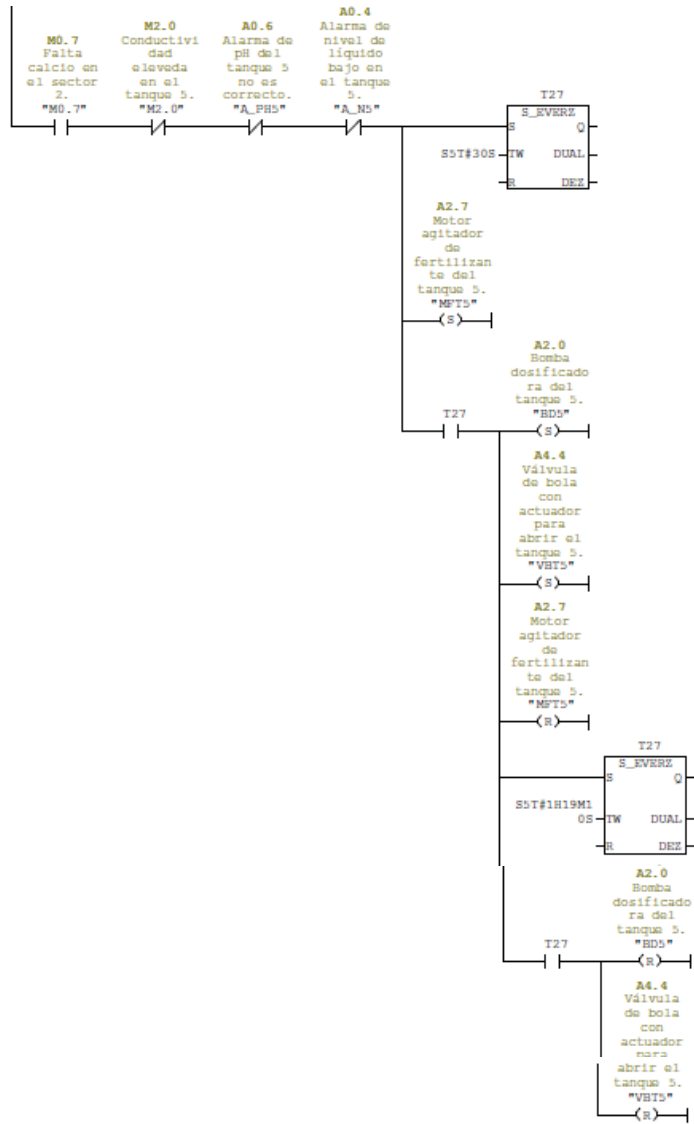 M0.7
Falta
calcio en
el sector
2.
"M0.7"
M2.0
Conductivi
dad
eleveda
en el
tanque 5.
"M2.0"
A0.6
Alarma de
pH del
tanque 5
no es
correcto.
"A_PH5"
A0.4
Alarma de
nivel de
líquido
bajo en
el tanque
5.
"A_N5"
T27
S_EVERZ
S
Q
S5T#30S
TW
DUAL
R
DEZ
A2.7
Motor
agitador
de
fertilizan
te del
tanque 5.
"MFT5"
(S)
T27
A2.0
Bomba
dosificado
ra del
tanque 5.
"BD5"
(S)
A4.4
Válvula
de bola
con
actuador
para
abrir el
tanque 5.
"VBT5"
(S)
A2.7
Motor
agitador
de
fertilizan
te del
tanque 5.
"MFT5"
(R)
T27
S_EVERZ
S
Q
S5T#1H19M1
0S
TW
DUAL
R
DEZ
T27
A2.0
Bomba
dosificado
ra del
tanque 5.
"BD5"
(R)
A4.4
Válvula
de bola
con
actuador
para
abrir el
tanque 5.
"VBT5"
(R)